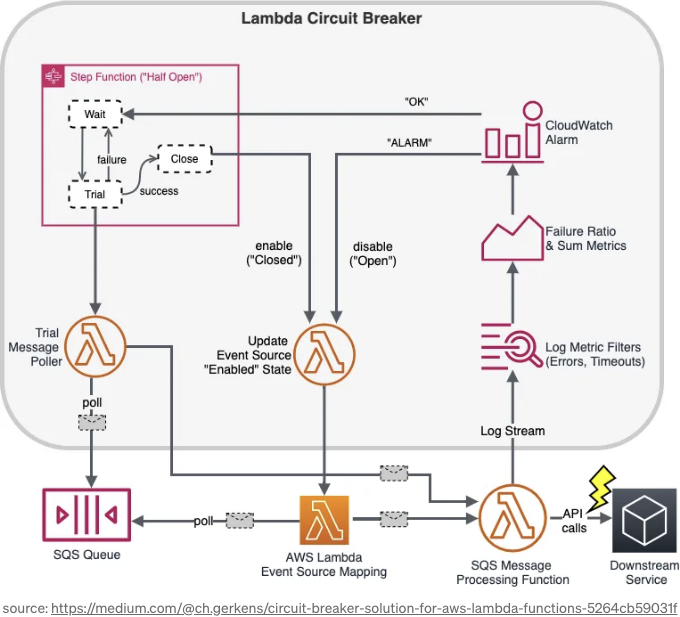 Lambda Circuit Breaker
Step Function ("Half Open")
Wait
failure
Close
Trial
success
"OK"
"ALARM"
CloudWatch
Alarm
enable
("Closed")
disable
("Open")
Failure Ratio
& Sum Metrics
Trial
Message
Poller
Update
Event Source
"Enabled" State
Log Metric Filters
(Errors, Timeouts)
poll
Log Stream
poll
API
calls
SQS Queue
AWS Lambda
Event Source Mapping
SQS Message
Processing Function
Downstream
Service
source: https://medium.com/@ch.gerkens/circuit-breaker-solution-for-aws-lambda-functions-5264cb59031f